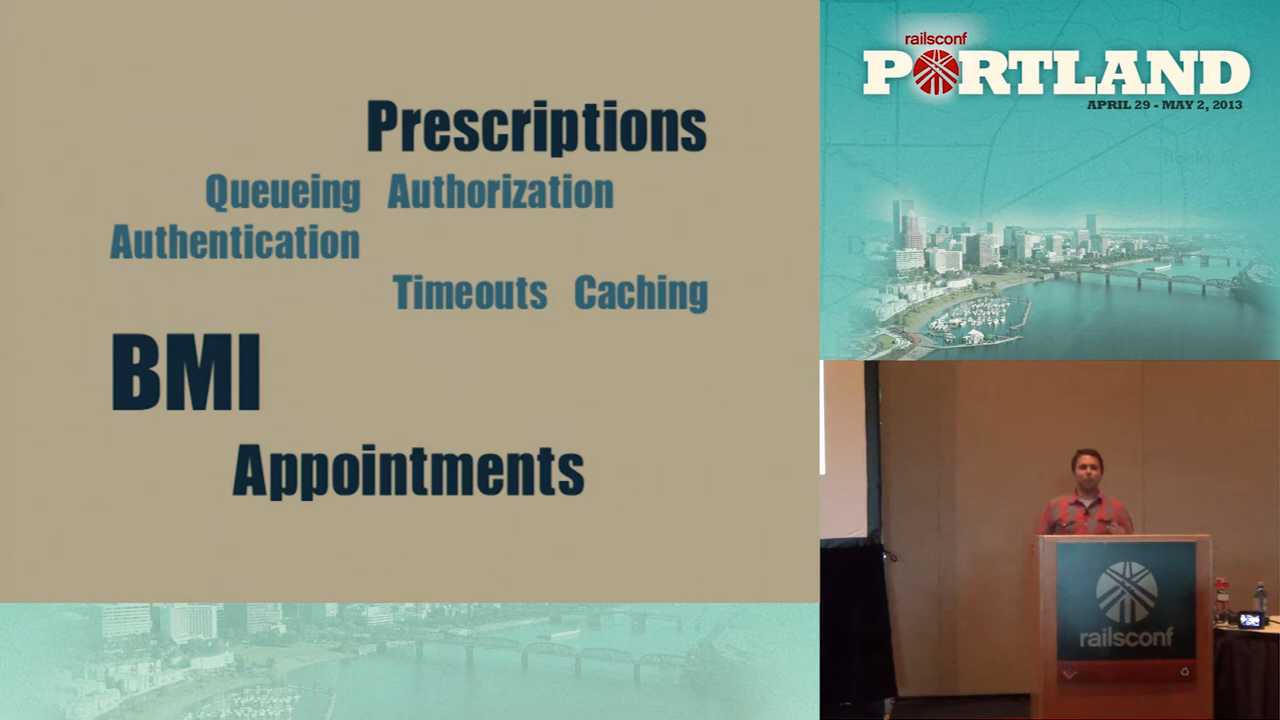 Prescriptions
Queueing Authorization
Authentication
Timeouts Caching
BMI
Appointments
railsconf
PORTLAND
APRIL 29 - MAY 2, 2013
railsconf